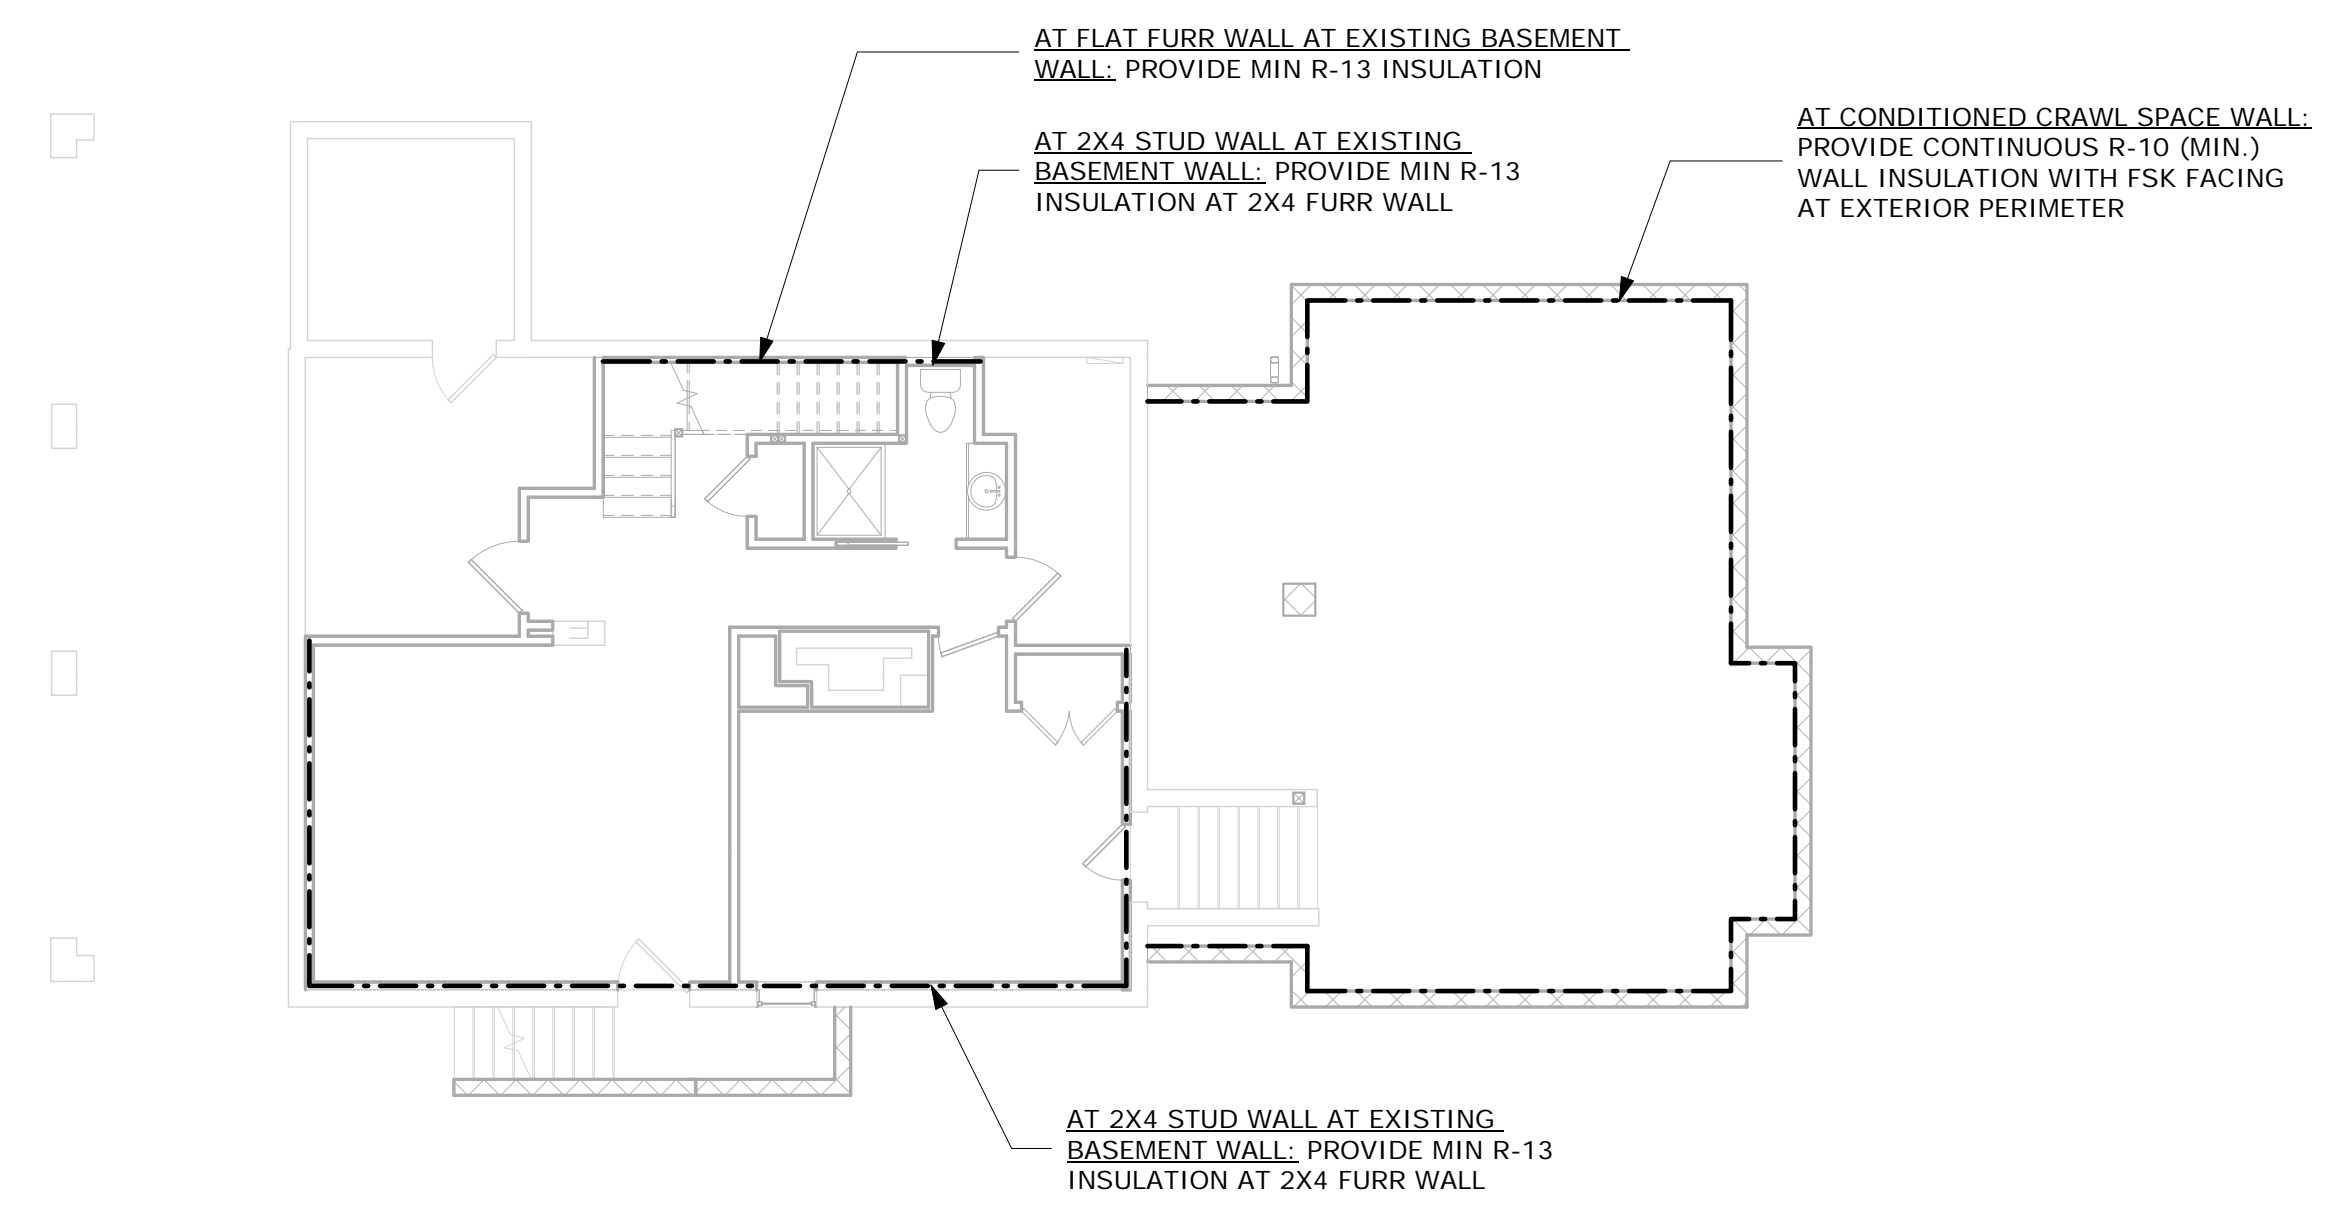 AT FLAT FURR WALL AT EXISTING BASEMENT
WALL: PROVIDE MIN R-13 INSULATION
AT 2X4 STUD WALL AT EXISTING
BASEMENT WALL: PROVIDE MIN R-13
INSULATION AT 2X4 FURR WALL
AT CONDITIONED CRAWL SPACE WALL:
PROVIDE CONTINUOUS R-10 (MIN.)
WALL INSULATION WITH FSK FACING
AT EXTERIOR PERIMETER
AT 2X4 STUD WALL AT EXISTING
BASEMENT WALL: PROVIDE MIN R-13
INSULATION AT 2X4 FURR WALL